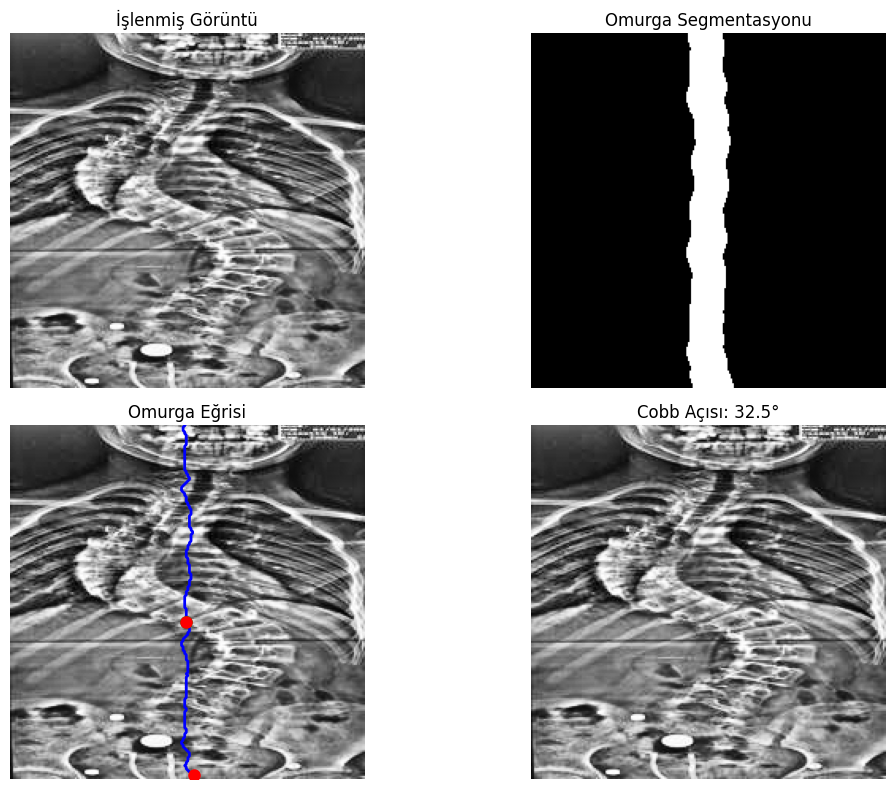 İşlenmiş Görüntü
Omurga Segmentasyonu
Omurga Eğrisi
Cobb Açısı: 32.5°